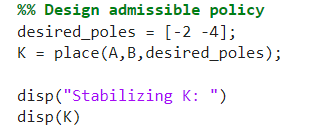 %% Design admissible policy
desired_poles = [-2 -4];
K = place(A,B,desired_poles);
disp("Stabilizing K: ")
disp(K)